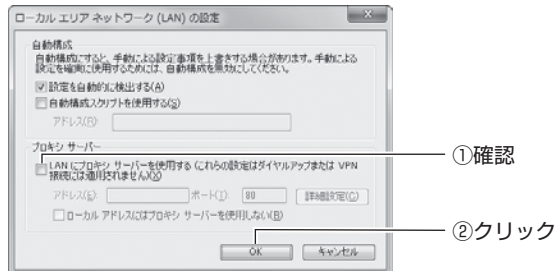 ローカル エリア ネットワーク (LAN) の設定
自動構成
自動構成にすると、手動による設定事項を上書きする場合があります。手動による
設定を確実に使用するためには、自動構成を無効にしてください。
設定を自動的に検出する(A)
自動構成スクリプトを使用する(S)
アドレス(R):
プロキシ サーバー
LAN にプロキシ サーバーを使用する (これらの設定はダイヤルアップまたは VPN
接続には適用されません)(X)
アドレス(E): ポート(T): 80 詳細設定(C)
ローカル アドレスにはプロキシ サーバーを使用しない(B)
OK キャンセル
①確認
②クリック